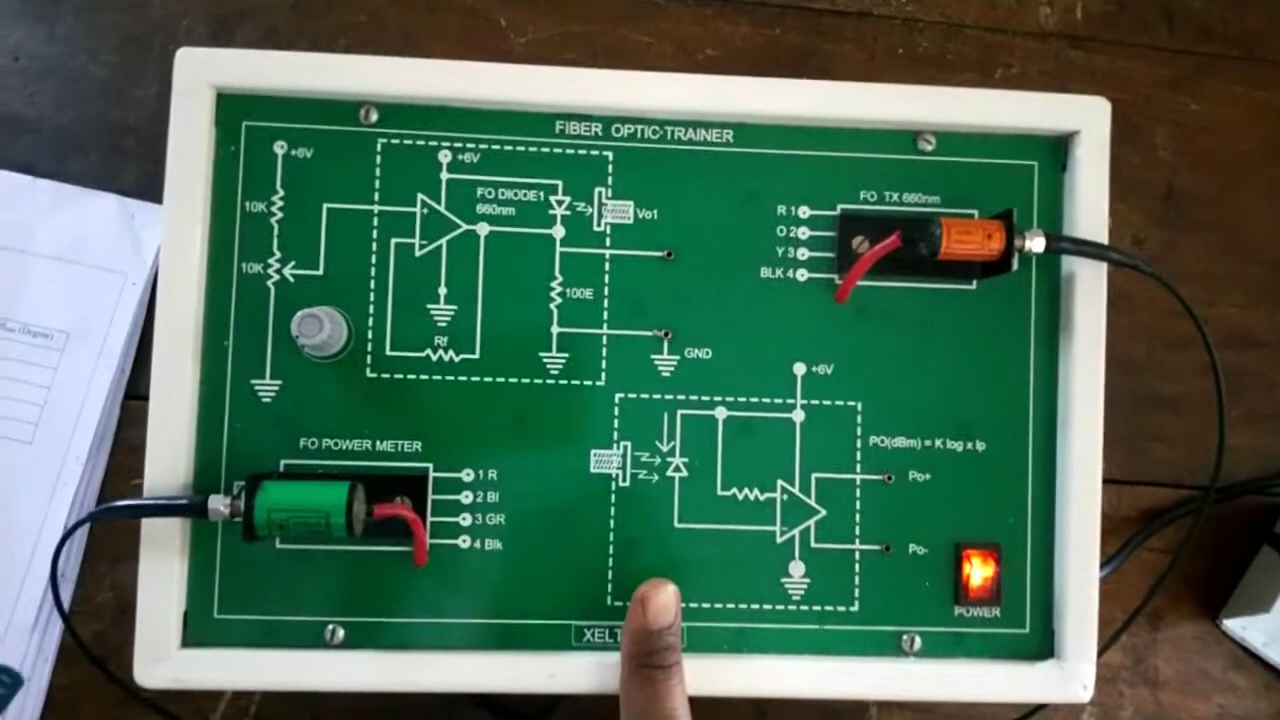 FIBER OPTIC TRAINER
+6V
10K
10K
+6V
FO DIODE1
660nm
Vo1
100E
Rf
GND
FO TX 660nm
R 1
O 2
Y 3
BLK 4
+6V
PO(dBm) = K log x Ip
Po+
Po-
FO POWER METER
1 R
2 Bl
3 GR
4 Blk
POWER
(Degree)